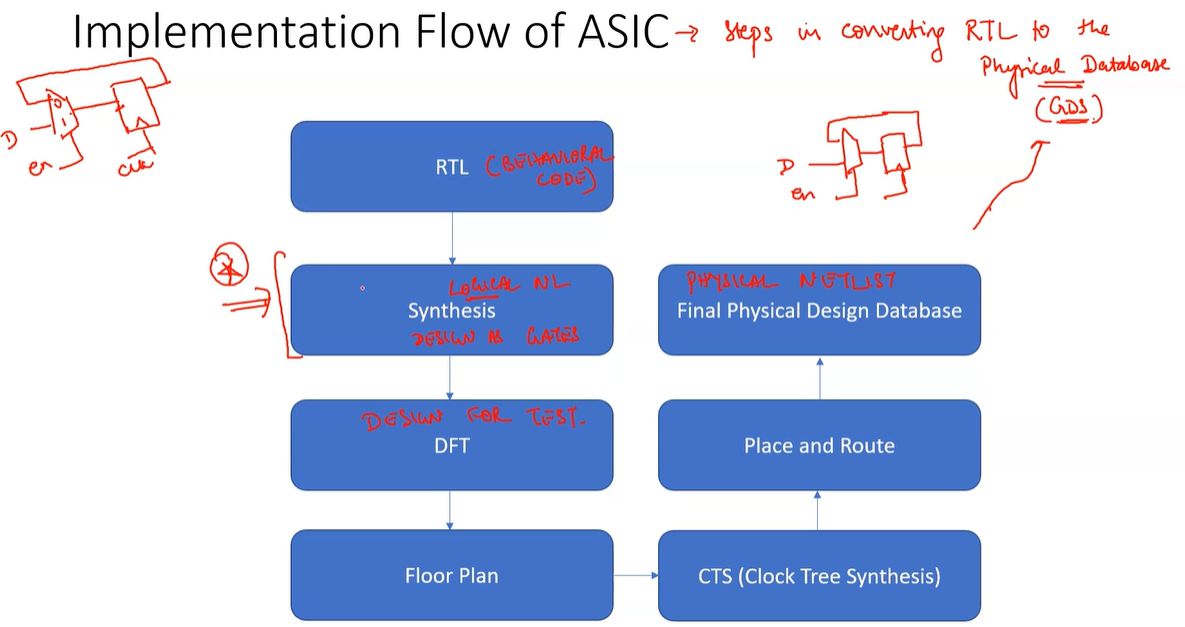 Implementation Flow of ASIC → Steps in converting RTL to the
Physical Database
(GDS)
0
1
D
en
clk
D
en
RTL (BEHAVIORAL
CODE)
LOGICAL NL
Synthesis
DESIGN AS GATES
DESIGN FOR TEST.
DFT
Floor Plan
CTS (Clock Tree Synthesis)
Place and Route
PHYSICAL NETLIST
Final Physical Design Database